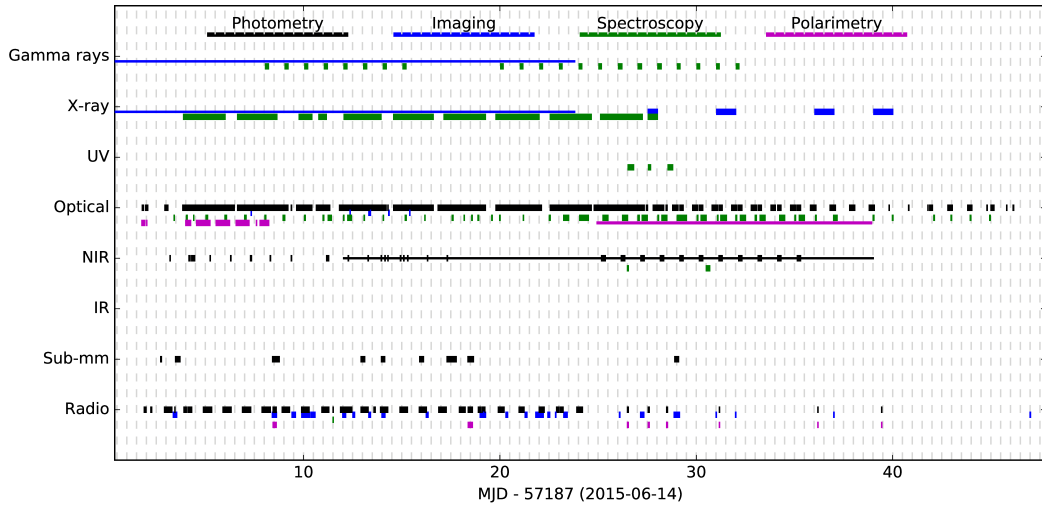 Photometry Imaging Spectroscopy Polarimetry
Gamma rays
X-ray
UV
Optical
NIR
IR
Sub-mm
Radio
10 20 30 40
MJD - 57187 (2015-06-14)